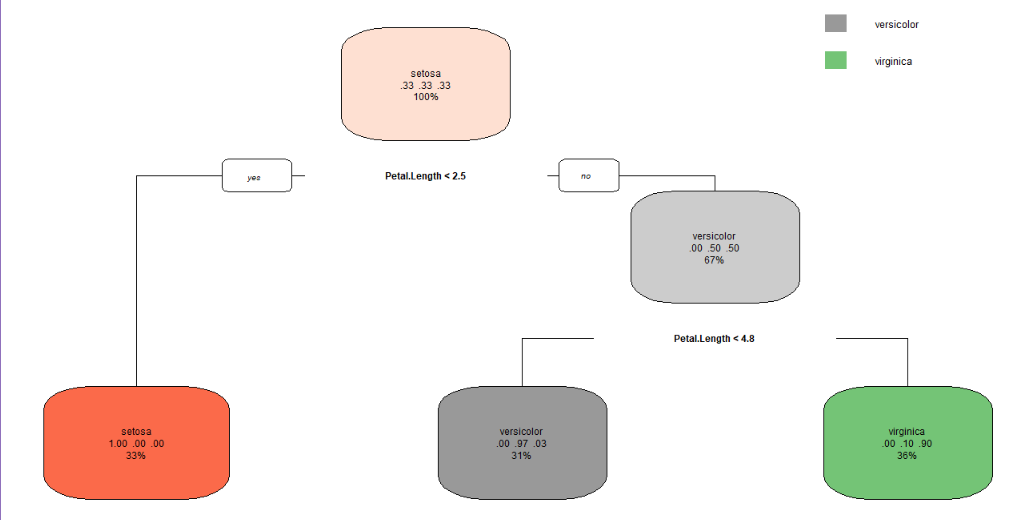 versicolor
virginica
setosa
.33 .33 .33
100%
yes
Petal.Length < 2.5
no
versicolor
.00 .50 .50
67%
Petal.Length < 4.8
setosa
1.00 .00 .00
33%
versicolor
.00 .97 .03
31%
virginica
.00 .10 .90
36%